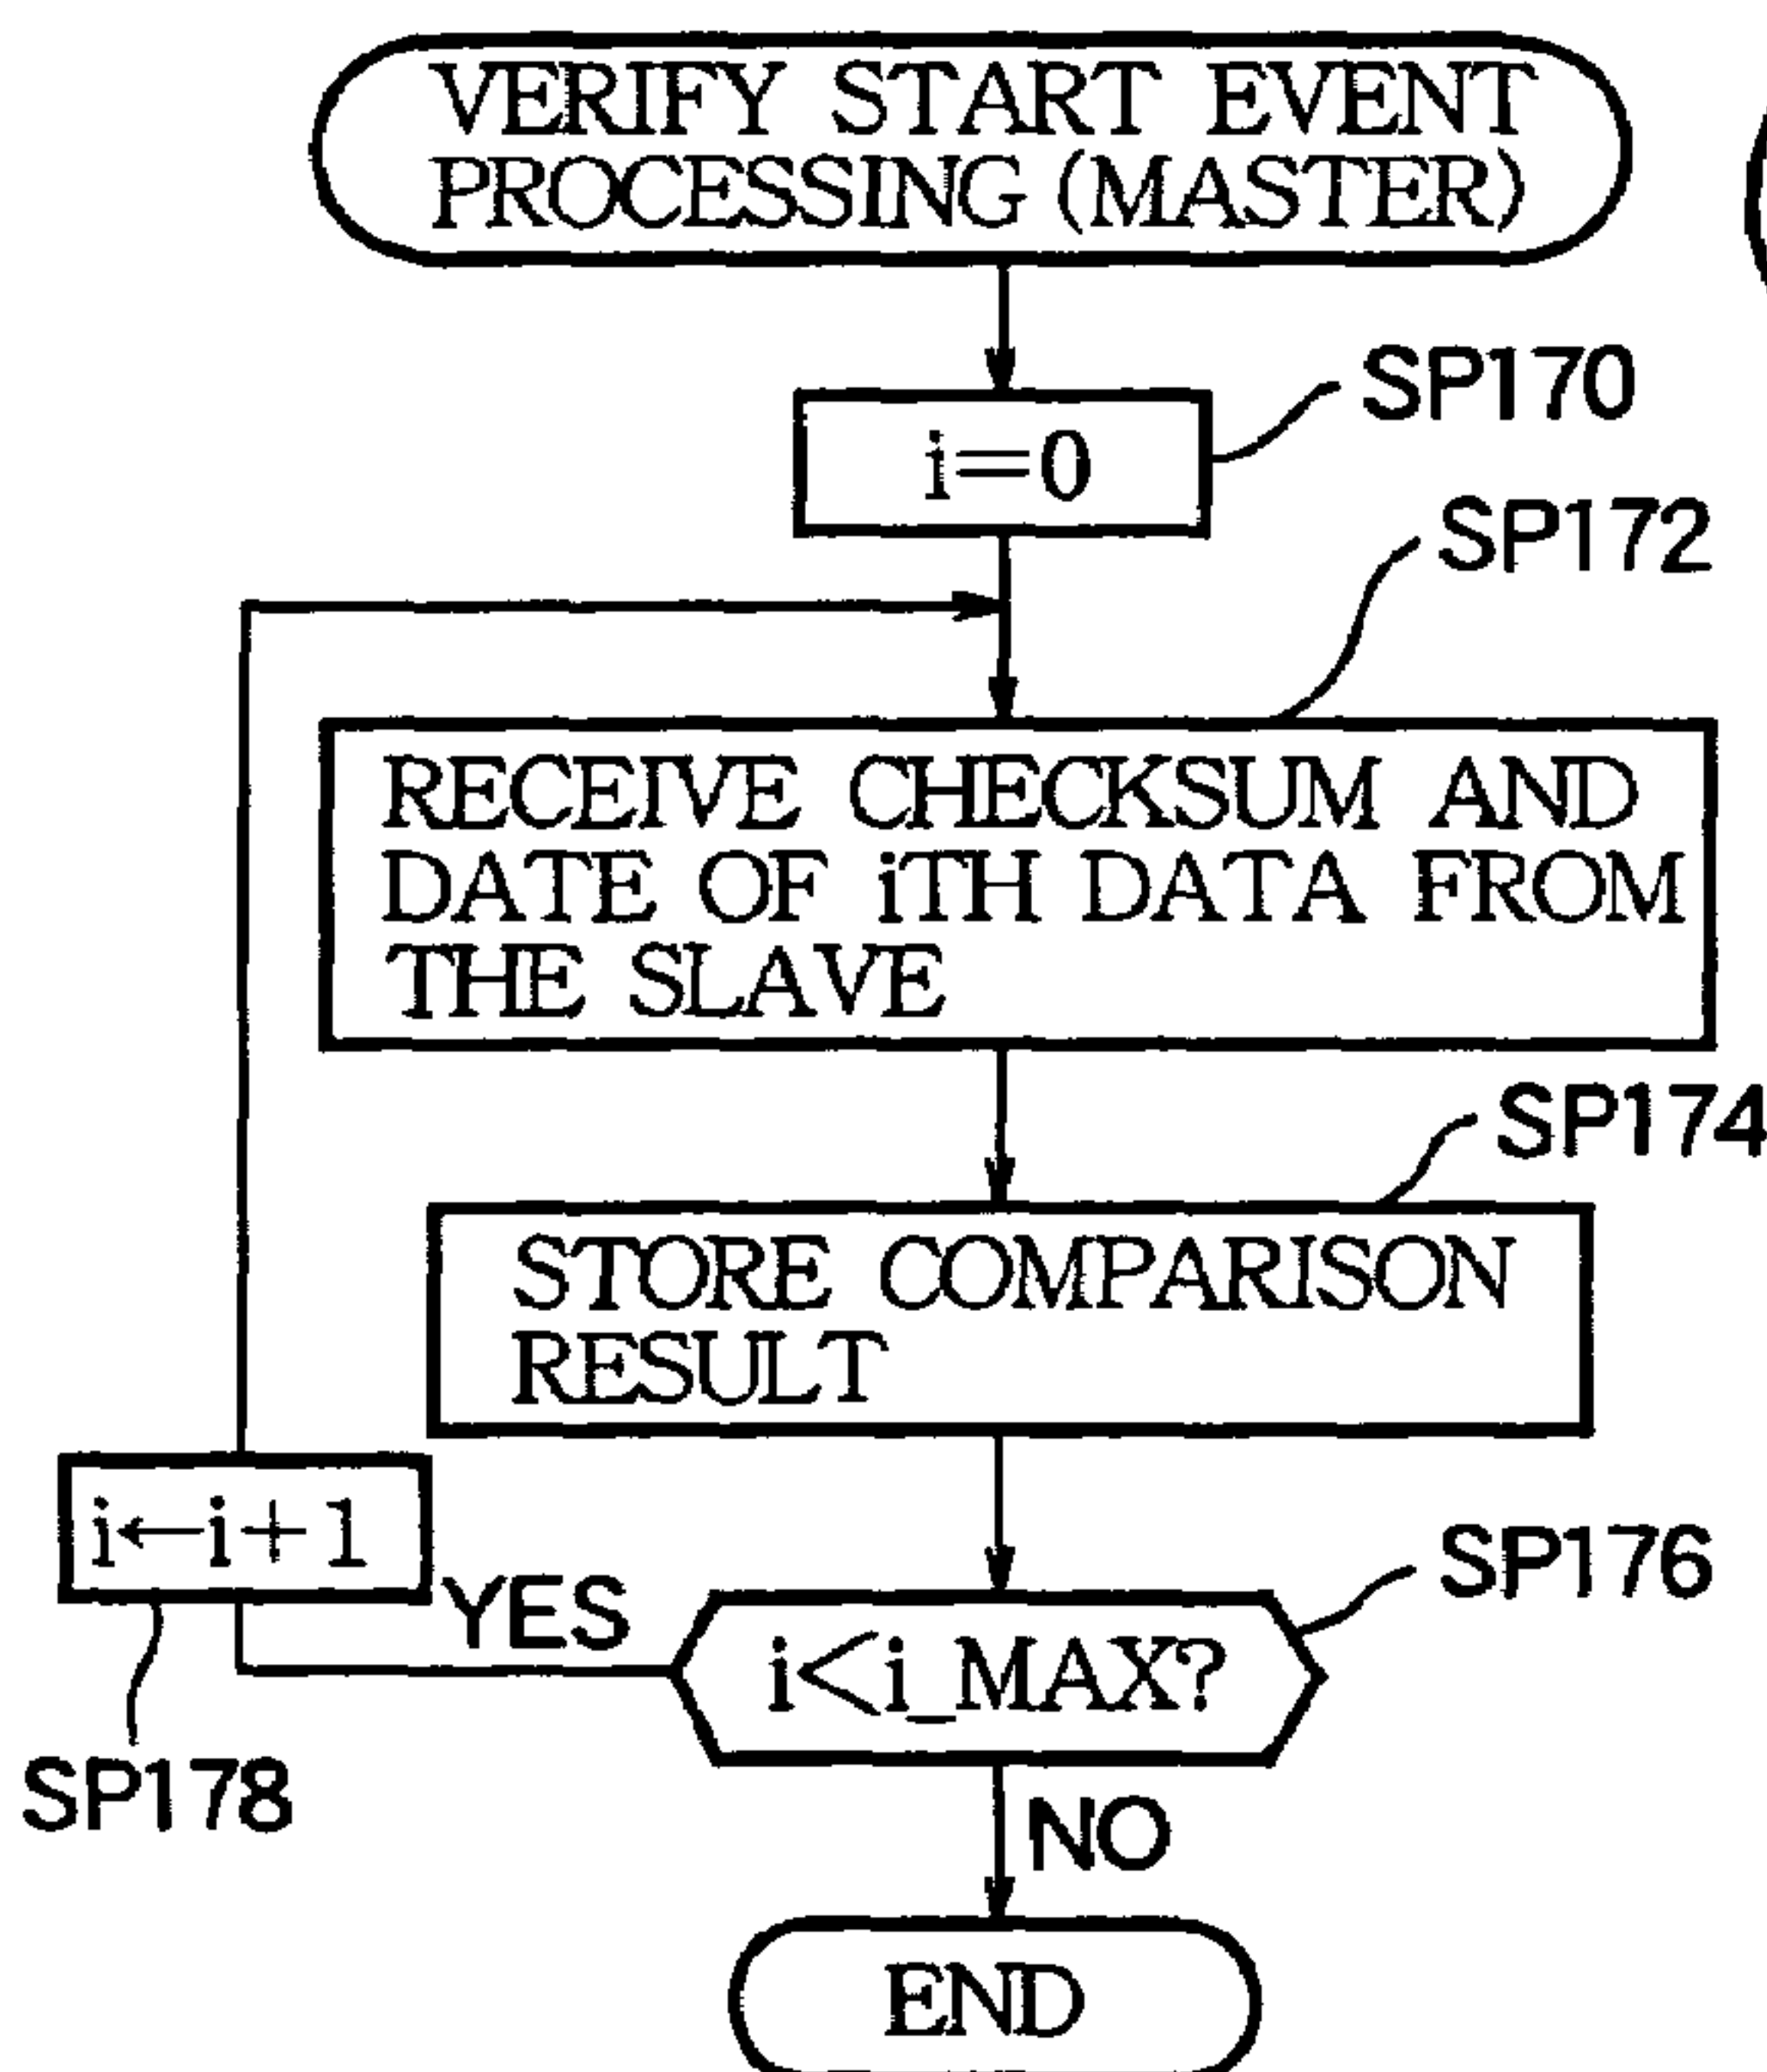 VERIFY START EVENT
PROCESSING (MASTER)
SP170
i=0
SP172
RECEIVE CHECKSUM AND
DATE OF iTH DATA FROM
THE SLAVE
SP174
STORE COMPARISON
RESULT
i←i+1
YES
SP176
i<i_MAX?
SP178
NO
END